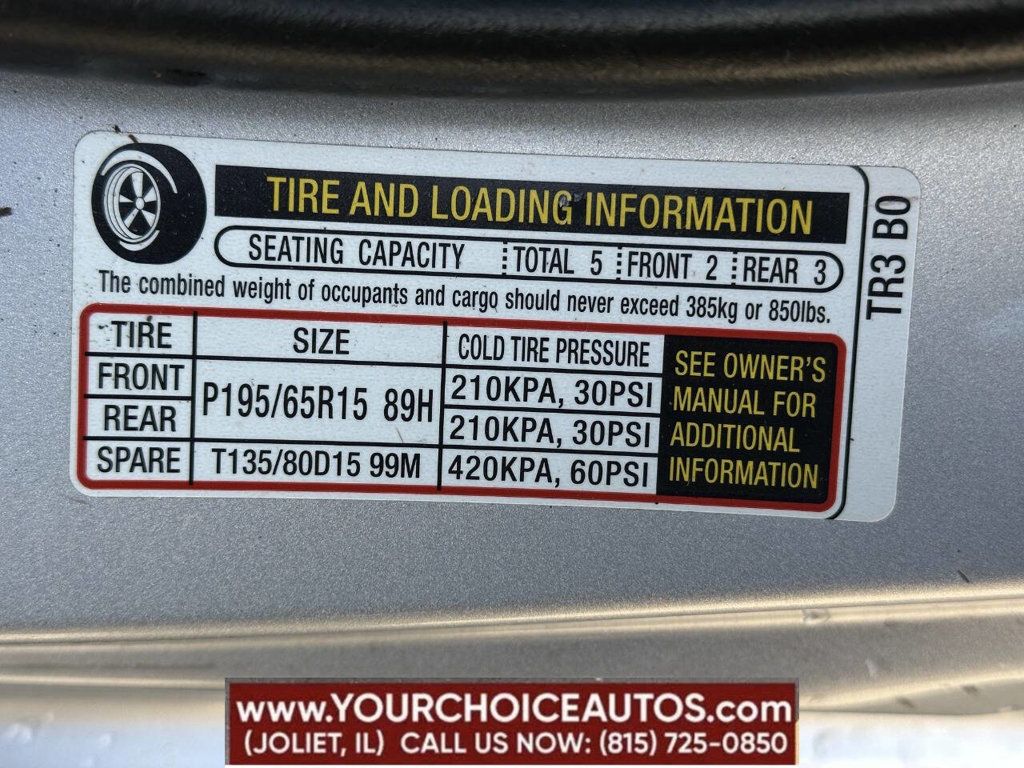 TIRE AND LOADING INFORMATION
SEATING CAPACITY TOTAL 5 FRONT 2 REAR 3
The combined weight of occupants and cargo should never exceed 385kg or 850lbs.
TIRE SIZE COLD TIRE PRESSURE
FRONT P195/65R15 89H 210KPA, 30PSI
REAR 210KPA, 30PSI
SPARE T135/80D15 99M 420KPA, 60PSI
SEE OWNER'S
MANUAL FOR
ADDITIONAL
INFORMATION
TR3 B0
www.YOURCHOICEAUTOS.com
(JOLIET, IL) CALL US NOW: (815) 725-0850